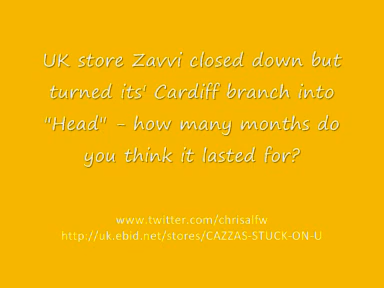 UK store Zavvi closed down but
turned its' Cardiff branch into
"Head" - how many months do
you think it lasted for?
www.twitter.com/chrisalfw
http://uk.ebid.net/stores/CAZZAS-STUCK-ON-U